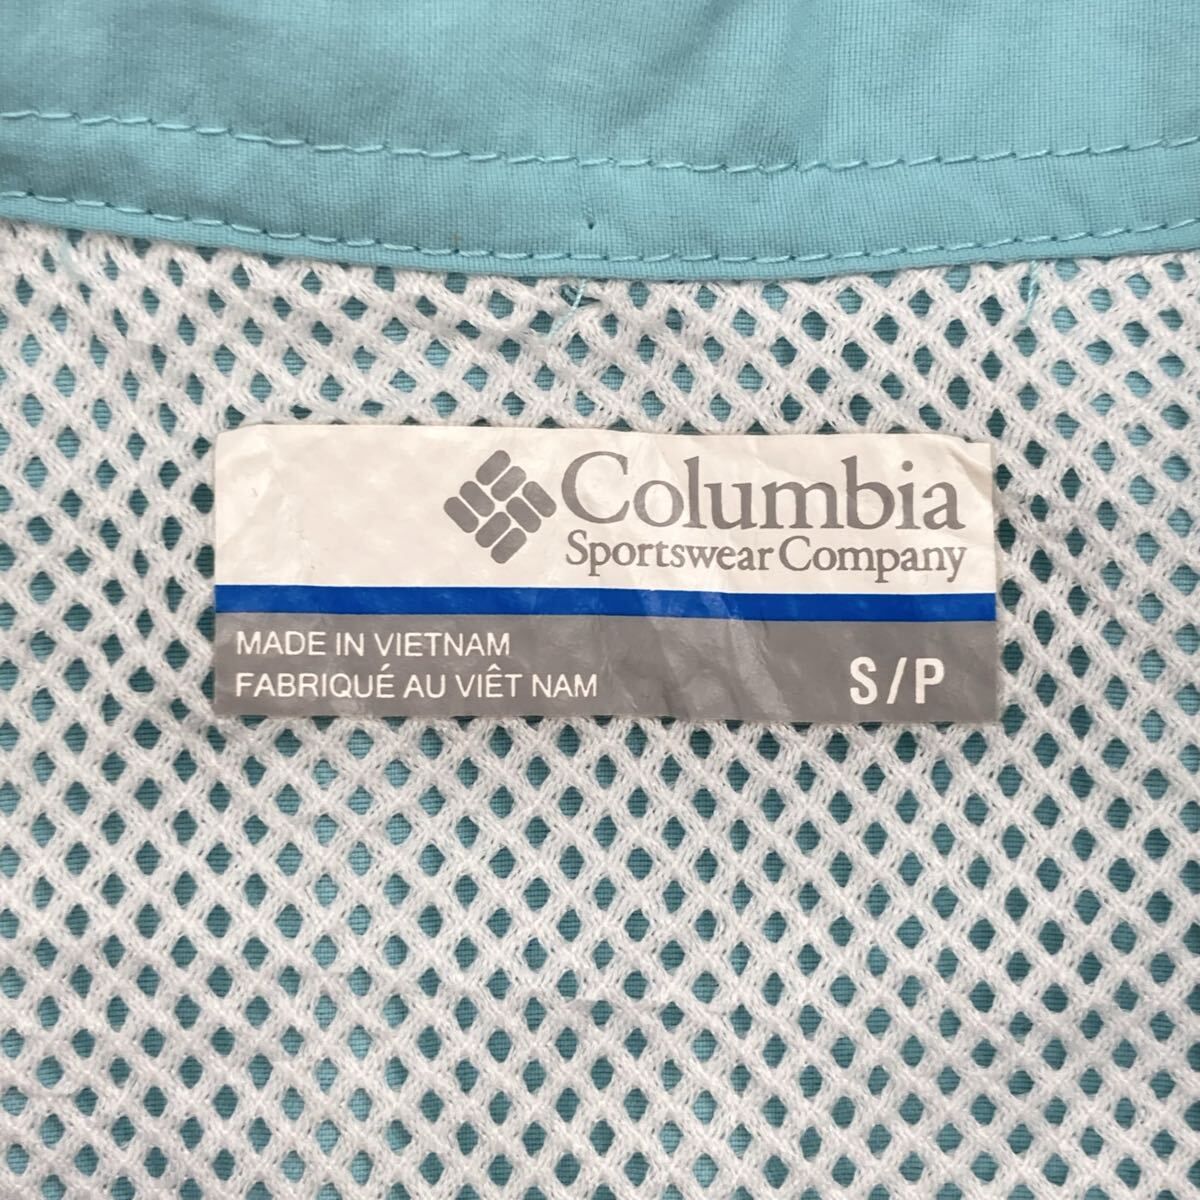 Columbia
Sportswear Company
MADE IN VIETNAM
FABRIQUÉ AU VIÊT NAM
S/P